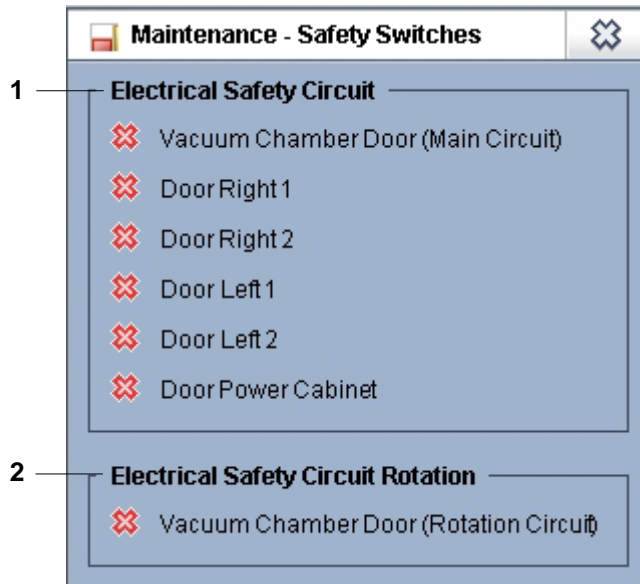 Maintenance - Safety Switches
1 Electrical Safety Circuit
Vacuum Chamber Door (Main Circuit)
Door Right 1
Door Right 2
Door Left 1
Door Left 2
Door Power Cabinet
2 Electrical Safety Circuit Rotation
Vacuum Chamber Door (Rotation Circuit)